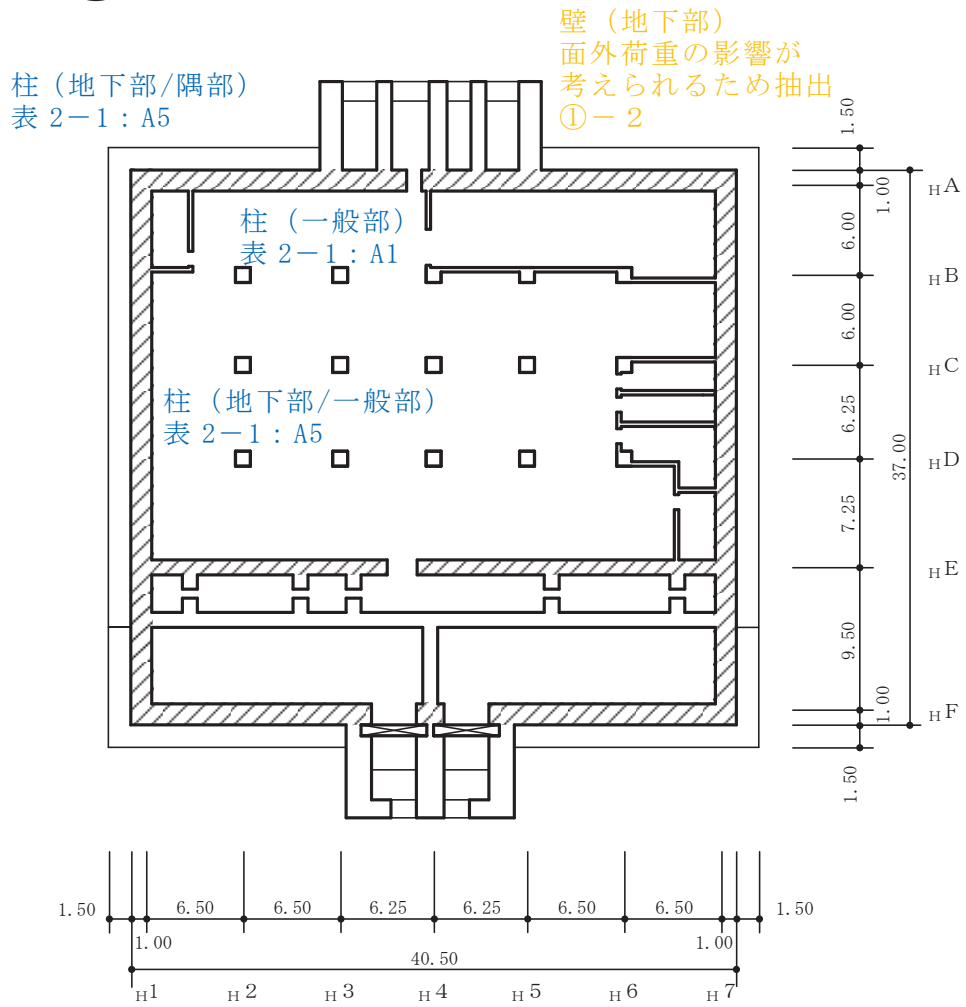 壁（地下部）
面外荷重の影響が
考えられるため抽出
①－２
柱（地下部/隅部）
表２－１：A5
柱（一般部）
表２－１：A1
柱（地下部/一般部）
表２－１：A5
1.50
1.00
6.00
6.00
6.25
7.25
9.50
1.00
1.50
37.00
HA
HB
HC
HD
HE
HF
1.50
6.50
6.50
6.25
6.25
6.50
6.50
1.50
1.00
1.00
40.50
H1
H2
H3
H4
H5
H6
H7